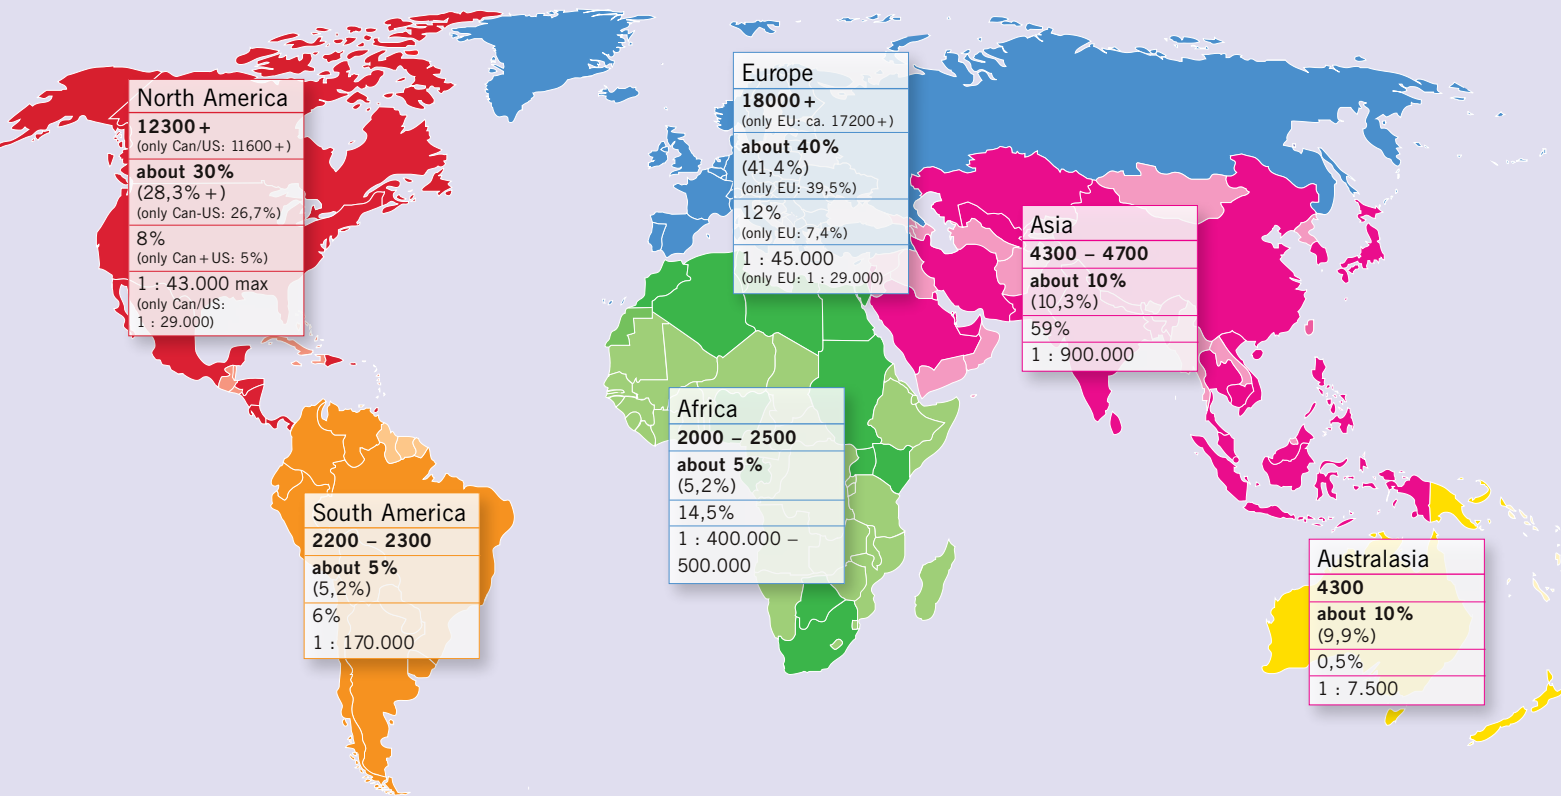 North America
12300+
(only Can/US: 11600+)
about 30%
(28,3% +)
(only Can-US: 26,7%)
8%
(only Can+US: 5%)
1 : 43.000 max
(only Can/US:
1 : 29.000)
Europe
18000+
(only EU: ca. 17200+)
about 40%
(41,4%)
(only EU: 39,5%)
12%
(only EU: 7,4%)
1 : 45.000
(only EU: 1 : 29.000)
Asia
4300 – 4700
about 10%
(10,3%)
59%
1 : 900.000
Africa
2000 – 2500
about 5%
(5,2%)
14,5%
1 : 400.000 –
500.000
South America
2200 – 2300
about 5%
(5,2%)
6%
1 : 170.000
Australasia
4300
about 10%
(9,9%)
0,5%
1 : 7.500